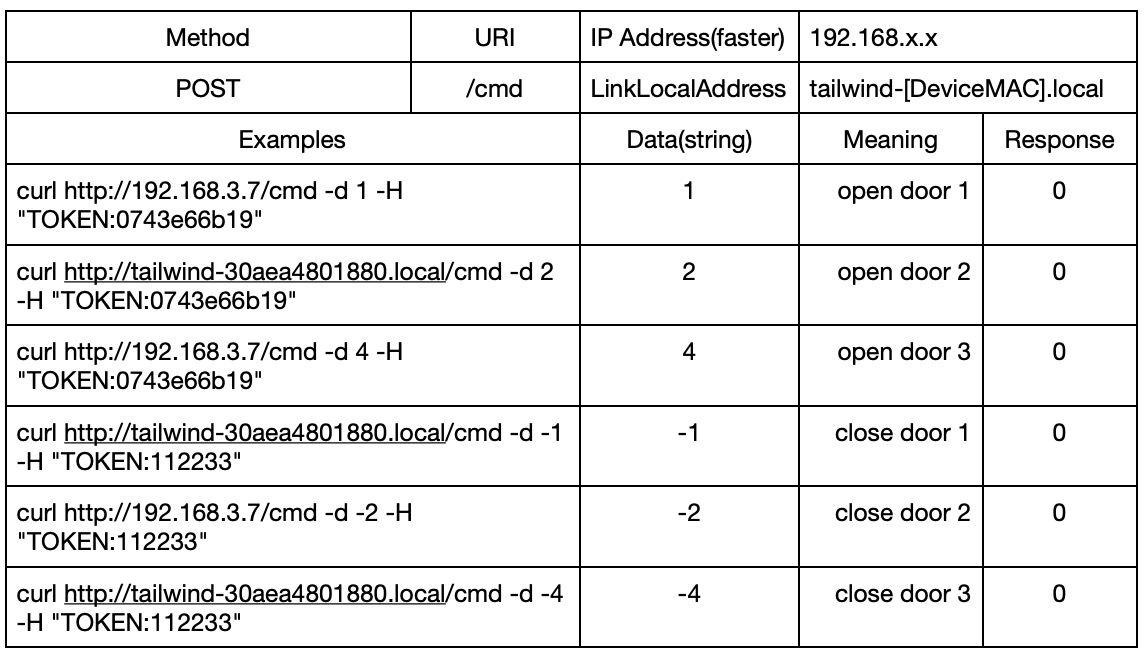 Method URI IP Address(faster) 192.168.x.x
POST /cmd LinkLocalAddress tailwind-[DeviceMAC].local
Examples Data(string) Meaning Response
curl http://192.168.3.7/cmd -d 1 -H
"TOKEN:0743e66b19"
1 open door 1 0
curl http://tailwind-30aea4801880.local/cmd -d 2
-H "TOKEN:0743e66b19"
2 open door 2 0
curl http://192.168.3.7/cmd -d 4 -H
"TOKEN:0743e66b19"
4 open door 3 0
curl http://tailwind-30aea4801880.local/cmd -d -1
-H "TOKEN:112233"
-1 close door 1 0
curl http://192.168.3.7/cmd -d -2 -H
"TOKEN:112233"
-2 close door 2 0
curl http://tailwind-30aea4801880.local/cmd -d -4
-H "TOKEN:112233"
-4 close door 3 0